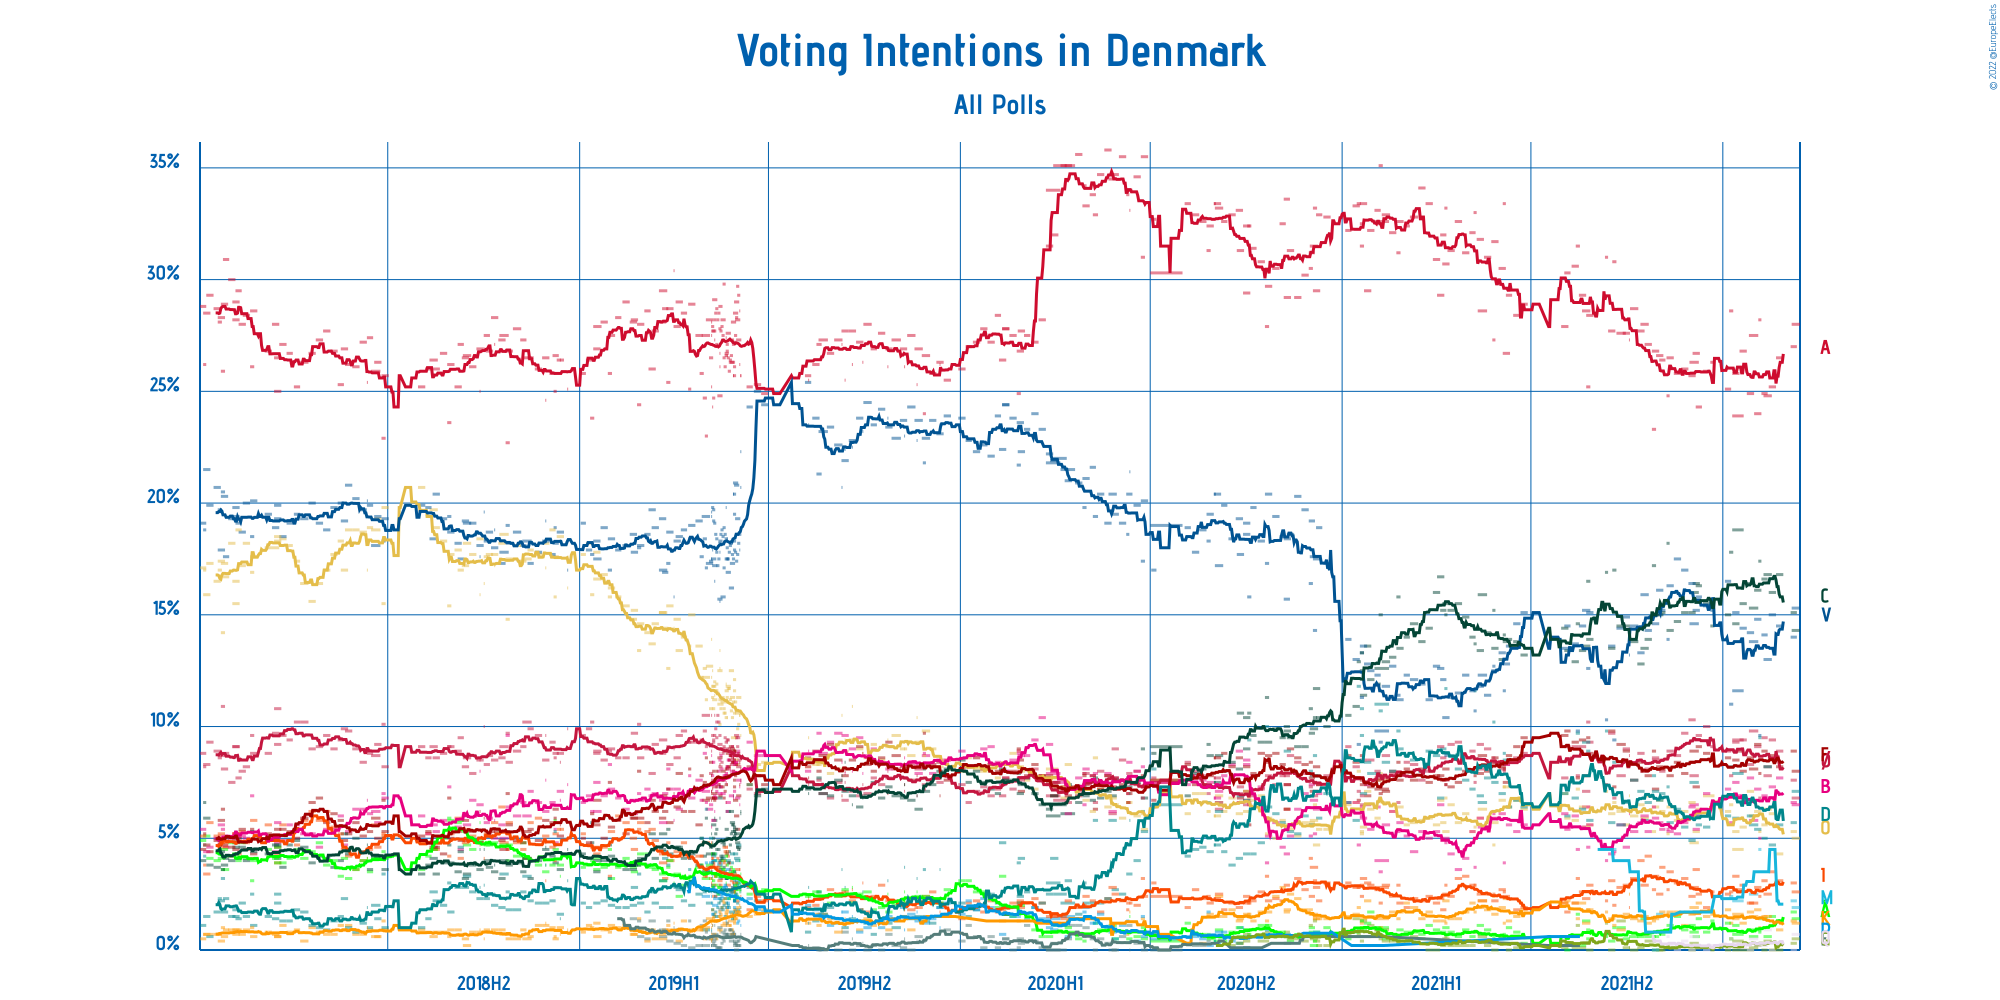 © 2022 @EuropeElects
Voting Intentions in Denmark
All Polls
35%
30%
A
25%
20%
C
15%
V
10%
F
Ø
B
D
5%
O
1
M
Å
K
0%
2018H2
2019H1
2019H2
2020H1
2020H2
2021H1
2021H2